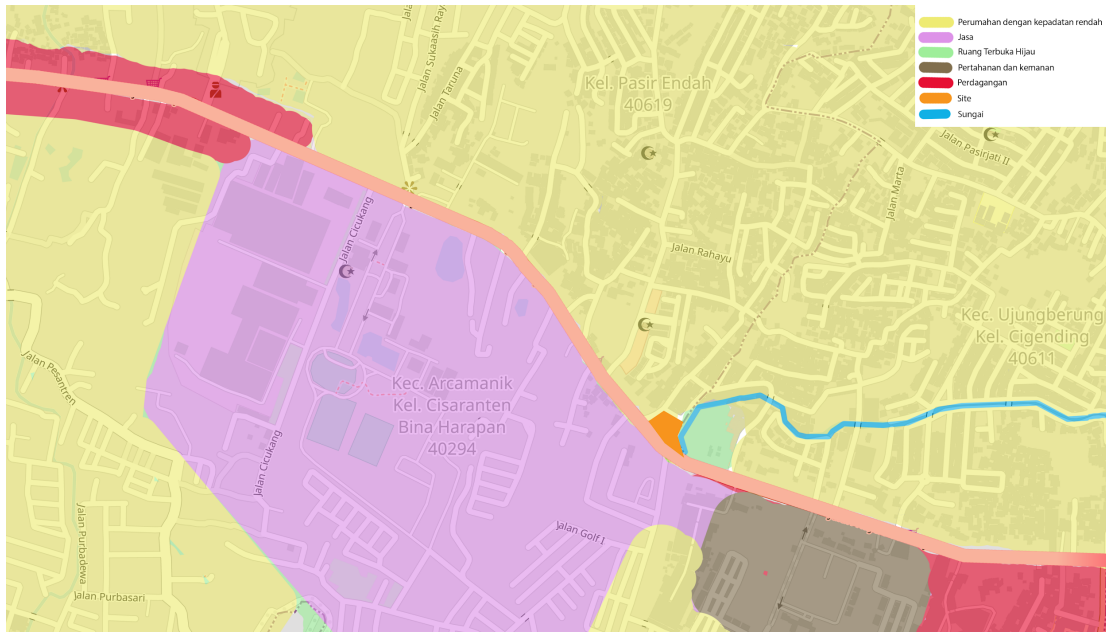 Perumahan dengan kepadatan rendah
Jasa
Ruang Terbuka Hijau
Pertahanan dan kemanan
Perdagangan
Site
Sungai
Jalan Sukaasih Ray
Jalan Taruna
Kel. Pasir Endah
40619
Jalan Pasirjati II
Jalan Marta
Jalan Cicukang
Jalan Rahayu
Kec. Ujungberung
Kel. Cigending
40611
Jalan Pesantren
Kec. Arcamanik
Kel. Cisaranten
Bina Harapan
40294
Jalan Cicukang
Jalan Golf I
Jalan Purbadewa
Jalan Purbasari